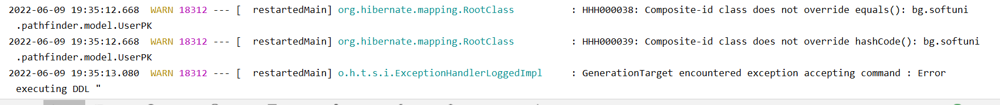 2022-06-09 19:35:12.668  WARN 18312 --- [  restartedMain] org.hibernate.mapping.RootClass          : HHH000038: Composite-id class does not override equals(): bg.softuni
.pathfinder.model.UserPK
2022-06-09 19:35:12.668  WARN 18312 --- [  restartedMain] org.hibernate.mapping.RootClass          : HHH000039: Composite-id class does not override hashCode(): bg.softuni
.pathfinder.model.UserPK
2022-06-09 19:35:13.080  WARN 18312 --- [  restartedMain] o.h.t.s.i.ExceptionHandlerLoggedImpl     : GenerationTarget encountered exception accepting command : Error
executing DDL "